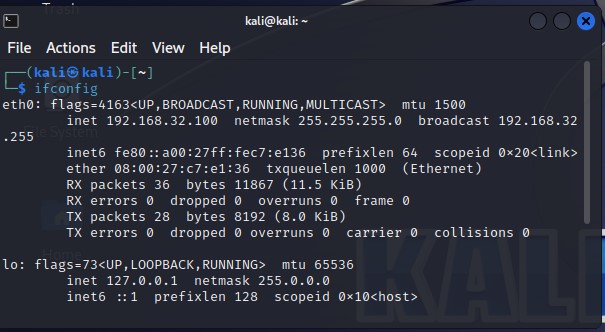 Trash
kali@kali: ~
File Actions Edit View Help
┌──(kali㉿kali)-[~]
└─$ ifconfig
eth0: flags=4163<UP,BROADCAST,RUNNING,MULTICAST>  mtu 1500
        inet 192.168.32.100  netmask 255.255.255.0  broadcast 192.168.32
.255
        inet6 fe80::a00:27ff:fec7:e136  prefixlen 64  scopeid 0x20<link>
        ether 08:00:27:c7:e1:36  txqueuelen 1000  (Ethernet)
        RX packets 36  bytes 11867 (11.5 KiB)
        RX errors 0  dropped 0  overruns 0  frame 0
        TX packets 28  bytes 8192 (8.0 KiB)
        TX errors 0  dropped 0 overruns 0  carrier 0  collisions 0

lo: flags=73<UP,LOOPBACK,RUNNING>  mtu 65536
        inet 127.0.0.1  netmask 255.0.0.0
        inet6 ::1  prefixlen 128  scopeid 0x10<host>
File System
Home
KALI